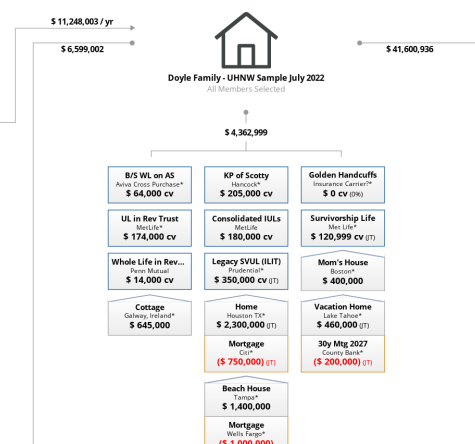 $ 11,248,003 / yr
$ 6,599,002
$ 41,600,936
Doyle Family - UHNW Sample July 2022
All Members Selected
$ 4,362,999
B/S WL on AS
Aviva Cross Purchase*
$ 64,000 cv
KP of Scotty
Hancock*
$ 205,000 cv
Golden Handcuffs
Insurance Carrier?*
$ 0 cv (0%)
UL in Rev Trust
MetLife*
$ 174,000 cv
Consolidated IULs
MetLife
$ 180,000 cv
Survivorship Life
Met Life*
$ 120,999 cv (JT)
Whole Life in Rev...
Penn Mutual
$ 14,000 cv
Legacy SVUL (ILIT)
Prudential*
$ 350,000 cv (JT)
Mom's House
Boston*
$ 400,000
Cottage
Galway, Ireland*
$ 645,000
Home
Houston TX*
$ 2,300,000 (JT)
Vacation Home
Lake Tahoe*
$ 460,000 (JT)
Mortgage
Citi*
($ 750,000) (JT)
30y Mtg 2027
County Bank*
($ 200,000) (JT)
Beach House
Tampa*
$ 1,400,000
Mortgage
Wells Fargo*
($ 1,000,000)